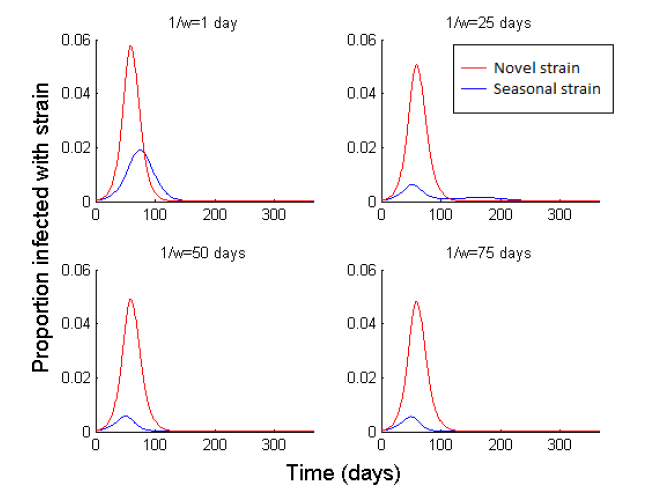 1/w=1 day
1/w=25 days
0.06
0.04
0.02
0
0 100 200 300
0.06
0.04
0.02
0
0 100 200 300
Novel strain
Seasonal strain
1/w=50 days
1/w=75 days
0.06
0.04
0.02
0
0 100 200 300
0.06
0.04
0.02
0
0 100 200 300
Proportion infected with strain
Time (days)